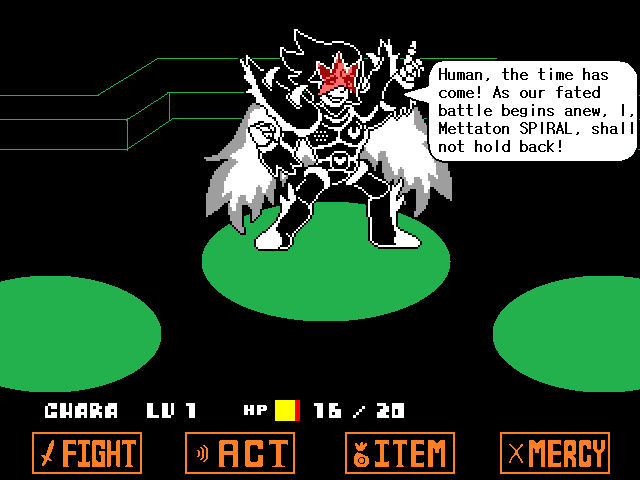 Human, the time has
come! As our fated
battle begins anew, I,
Mettaton SPIRAL, shall
not hold back!
CHARA LV 1 HP 16 / 20
FIGHT ACT ITEM MERCY